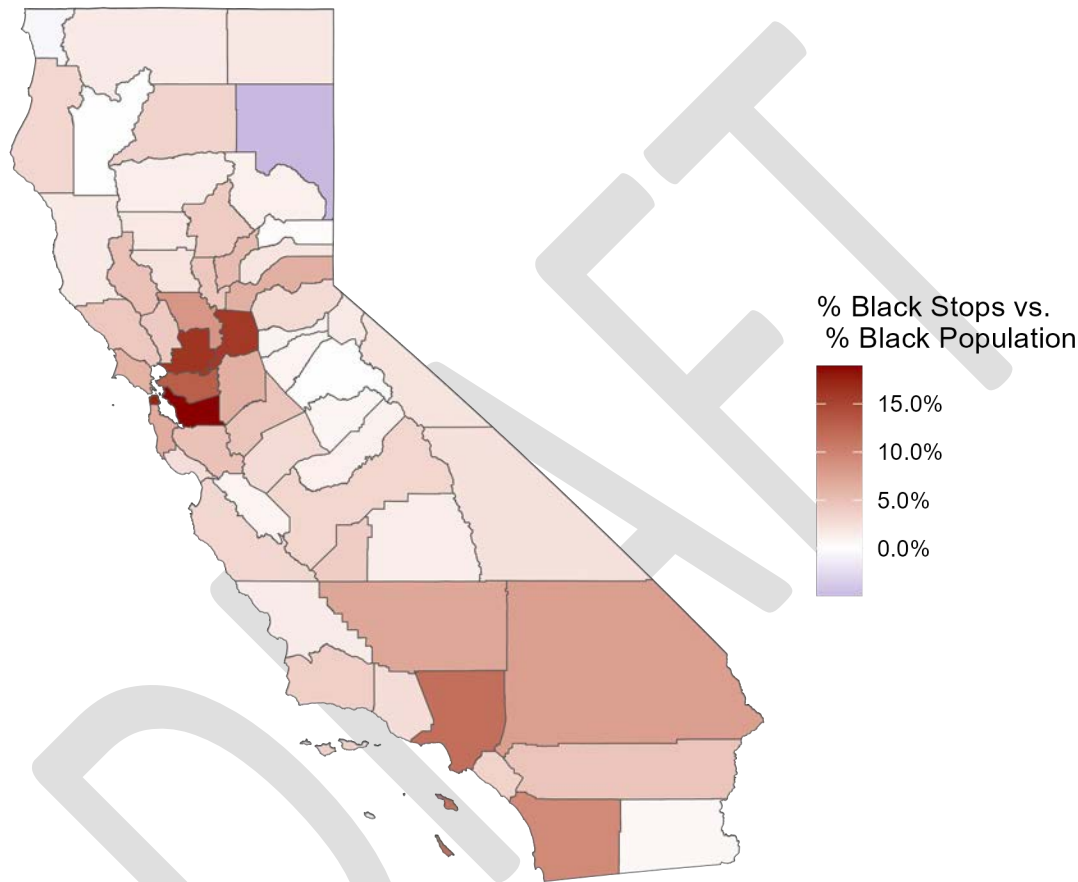 DRAFT
% Black Stops vs.
% Black Population
15.0%
10.0%
5.0%
0.0%